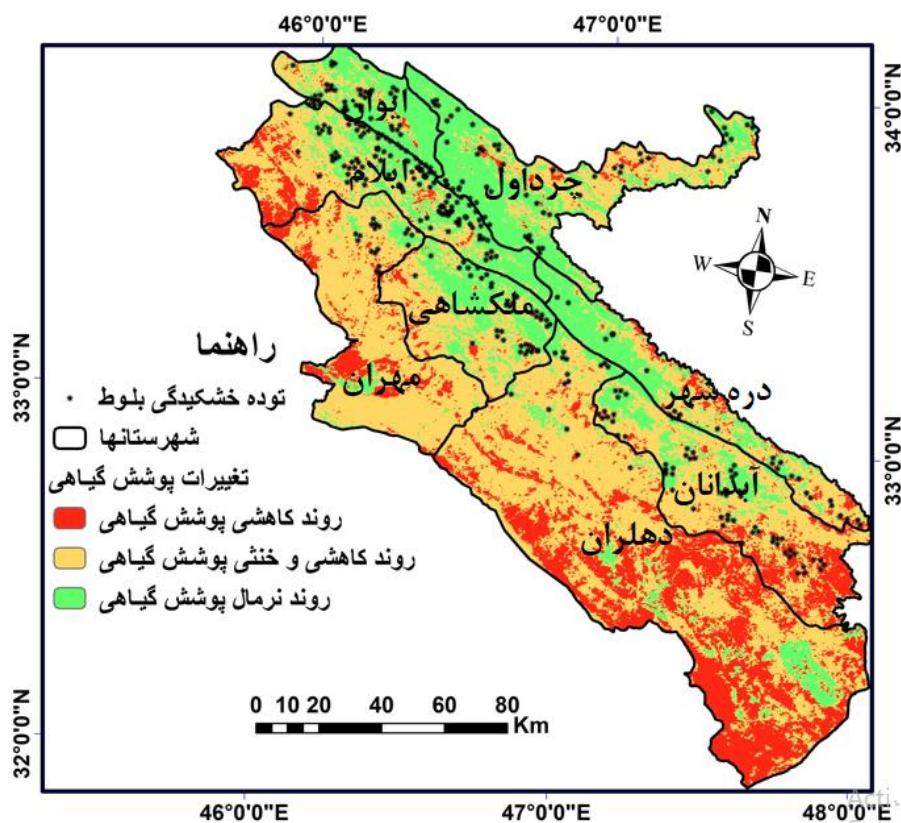 46°0'0"E 47°0'0"E
34°0'0"N
33°0'0"N
33°0'0"N
32°0'0"N
46°0'0"E 47°0'0"E 48°0'0"E
ایوان
ایلام
چرداول
ملکشاهی
مهران
دره شهر
آبدانان
دهلران
N
W E
S
راهنما
توده خشکیدگی بلوط
شهرستانها
تغییرات پوشش گیاهی
روند کاهشی پوشش گیاهی
روند کاهشی و خنثی پوشش گیاهی
روند نرمال پوشش گیاهی
0 10 20 40 60 80
Km
Acti